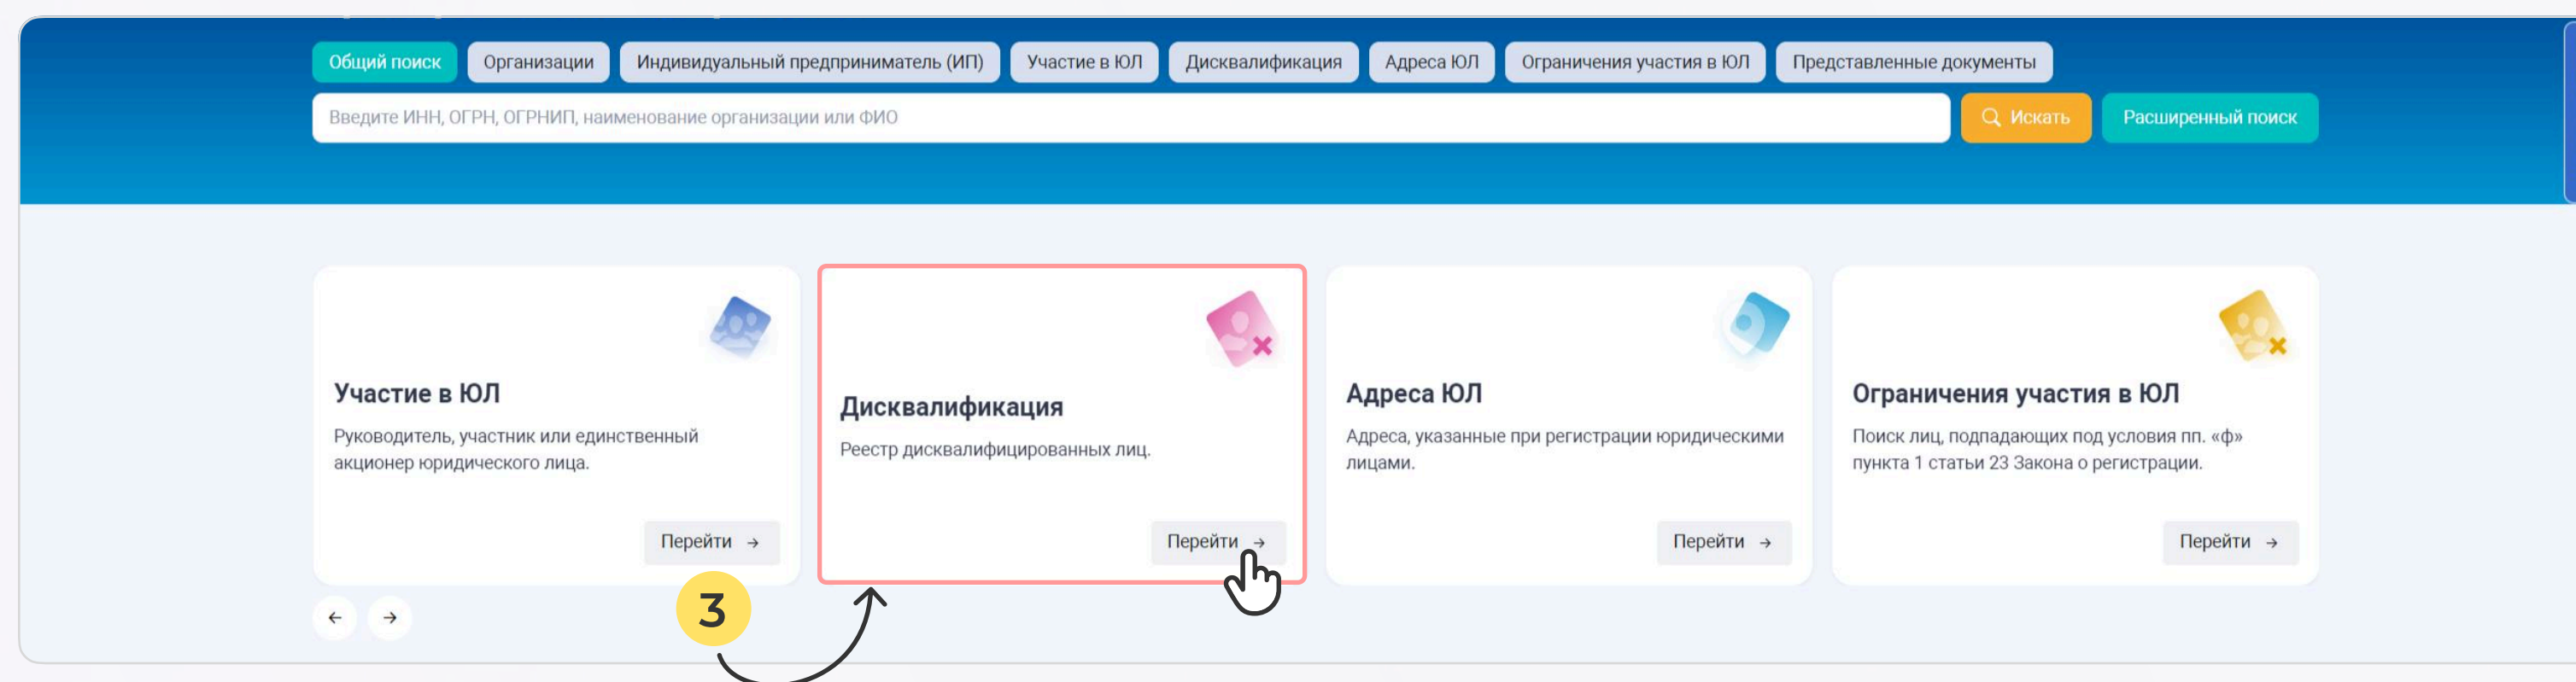 Общий поиск
Организации
Индивидуальный предприниматель (ИП)
Участие в ЮЛ
Дисквалификация
Адреса ЮЛ
Ограничения участия в ЮЛ
Представленные документы
Введите ИНН, ОГРН, ОГРНИП, наименование организации или ФИО
Искать
Расширенный поиск
Участие в ЮЛ
Руководитель, участник или единственный
акционер юридического лица.
Перейти →
Дисквалификация
Реестр дисквалифицированных лиц.
Перейти →
Адреса ЮЛ
Адреса, указанные при регистрации юридическими
лицами.
Перейти →
Ограничения участия в ЮЛ
Поиск лиц, подпадающих под условия пп. «ф»
пункта 1 статьи 23 Закона о регистрации.
Перейти →
← →
3